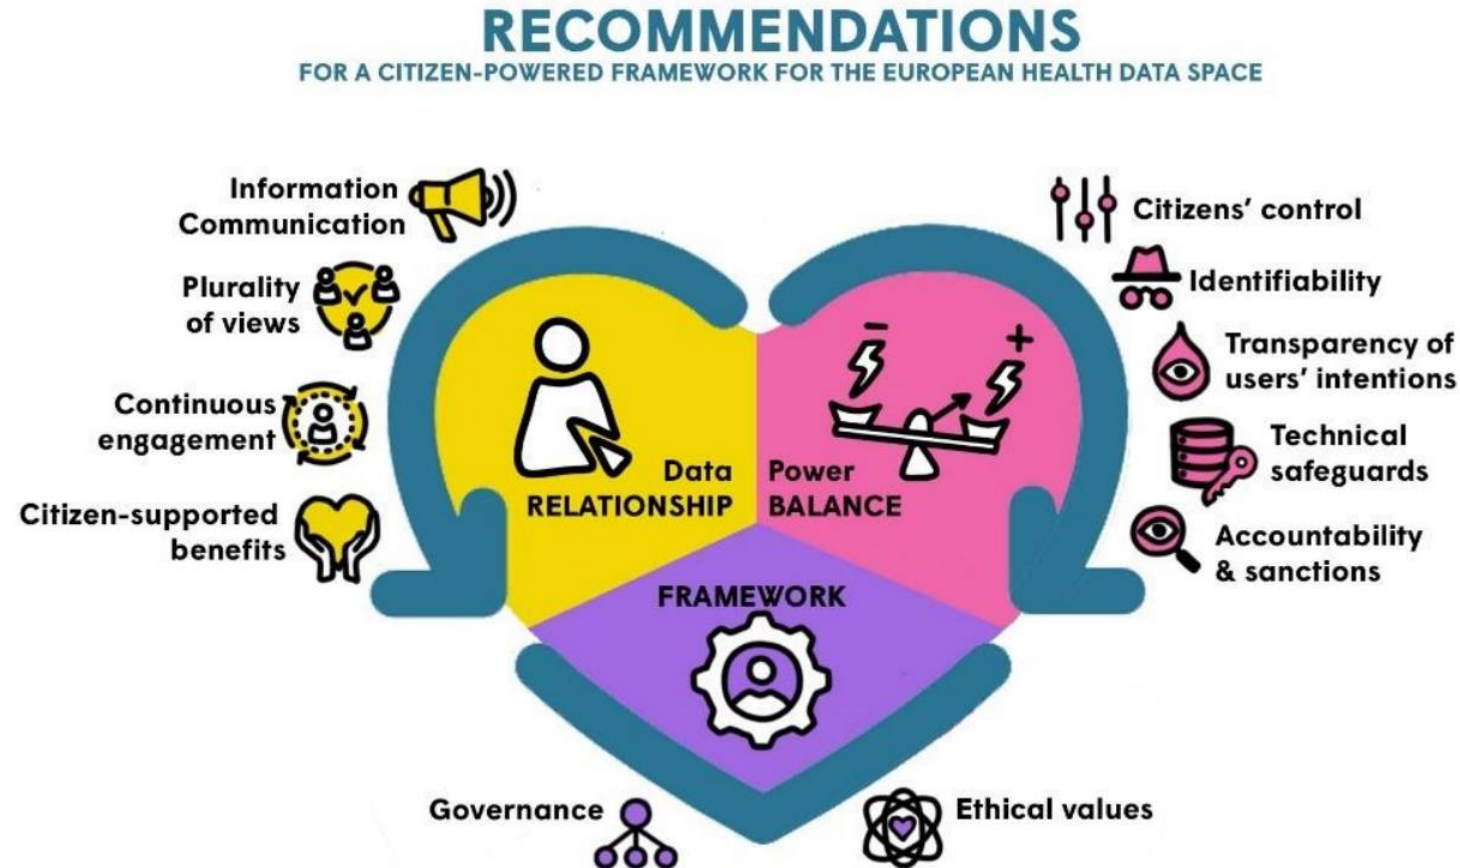 RECOMMENDATIONS
FOR A CITIZEN-POWERED FRAMEWORK FOR THE EUROPEAN HEALTH DATA SPACE
Information
Communication
Plurality
of views
Continuous
engagement
Citizen-supported
benefits
Data
RELATIONSHIP
Power
BALANCE
FRAMEWORK
Citizens' control
Identifiability
Transparency of
users' intentions
Technical
safeguards
Accountability
& sanctions
Governance
Ethical values